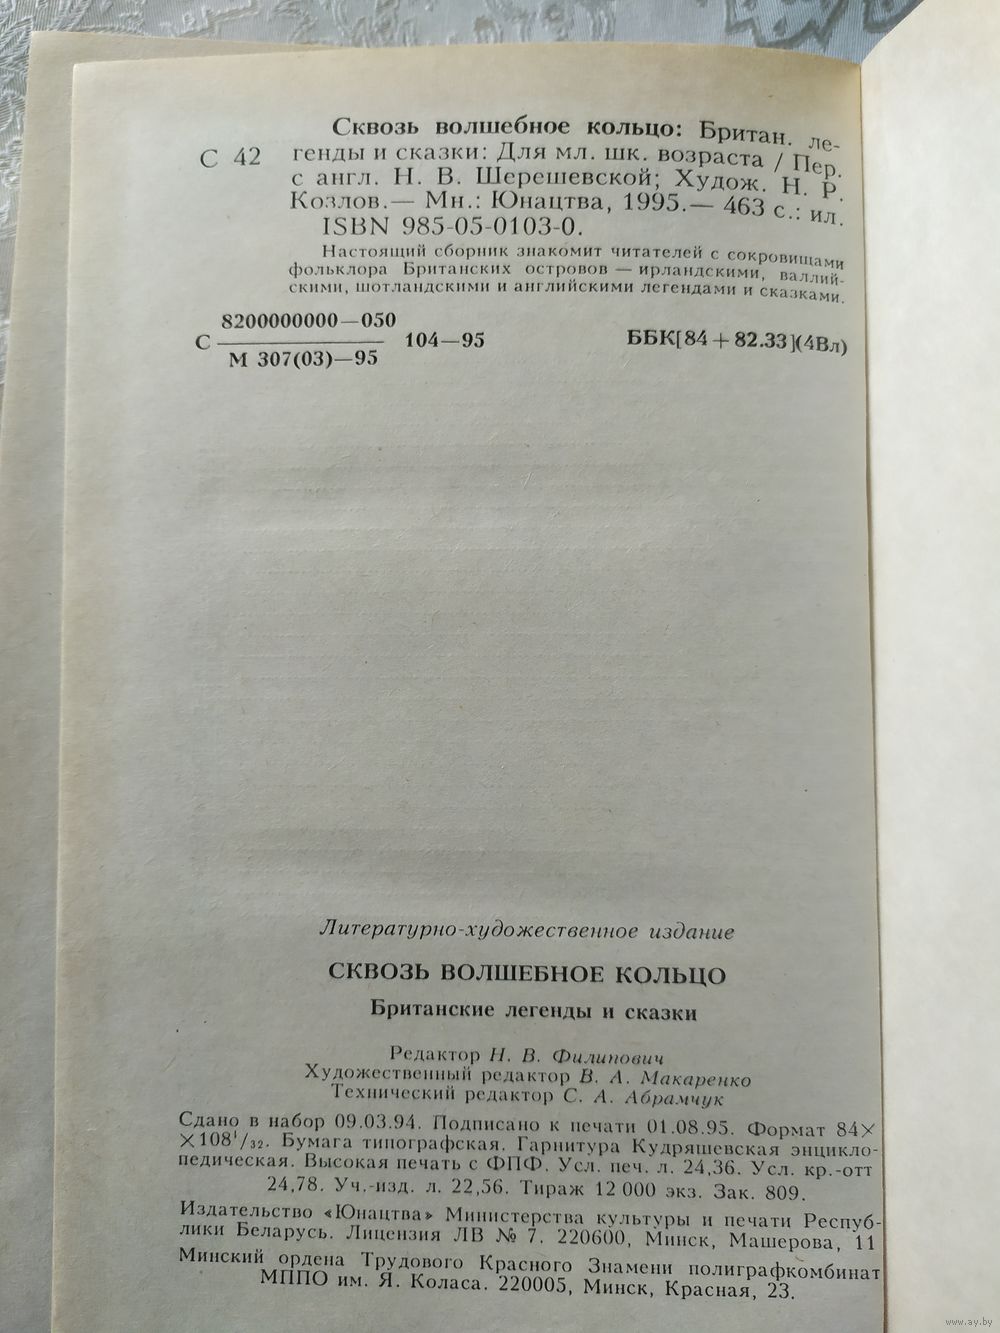 Сквозь волшебное кольцо: Британ. ле-
С 42 генды и сказки: Для мл. шк. возраста / Пер.
с англ. Н. В. Шерешевской; Худож. Н. Р.
Козлов.— Мн.: Юнацтва, 1995.— 463 с.: ил.
ISBN 985-05-0103-0.
Настоящий сборник знакомит читателей с сокровищами
фольклора Британских островов — ирландскими, валлий-
скими, шотландскими и английскими легендами и сказками.
8200000000—050
С 104—95 ББК[84+82.33](4Вл)
М 307(03)—95
Литературно-художественное издание
СКВОЗЬ ВОЛШЕБНОЕ КОЛЬЦО
Британские легенды и сказки
Редактор Н. В. Филипович
Художественный редактор В. А. Макаренко
Технический редактор С. А. Абрамчук
Сдано в набор 09.03.94. Подписано к печати 01.08.95. Формат 84×
×108¹/₃₂. Бумага типографская. Гарнитура Кудряшевская энцикло-
педическая. Высокая печать с ФПФ. Усл. печ. л. 24,36. Усл. кр.-отт
24,78. Уч.-изд. л. 22,56. Тираж 12 000 экз. Зак. 809.
Издательство «Юнацтва» Министерства культуры и печати Респуб-
лики Беларусь. Лицензия ЛВ № 7. 220600, Минск, Машерова, 11
Минский ордена Трудового Красного Знамени полиграфкомбинат
МППО им. Я. Коласа. 220005, Минск, Красная, 23.
www.ay.by